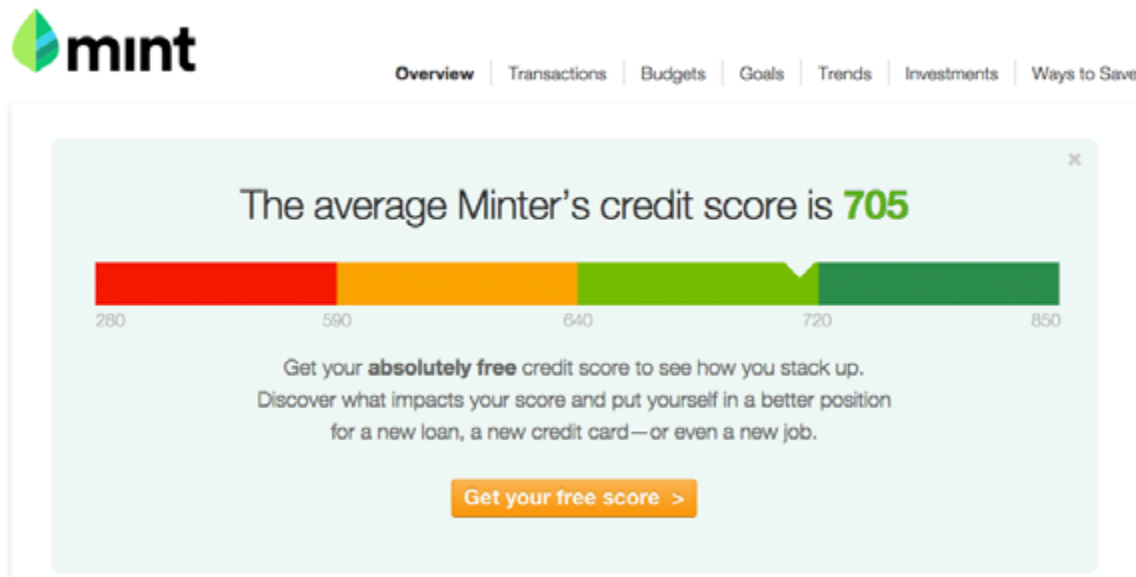 mint
Overview Transactions Budgets Goals Trends Investments Ways to Save
×
The average Minter's credit score is 705
280 590 640 720 850
Get your absolutely free credit score to see how you stack up.
Discover what impacts your score and put yourself in a better position
for a new loan, a new credit card—or even a new job.
Get your free score >